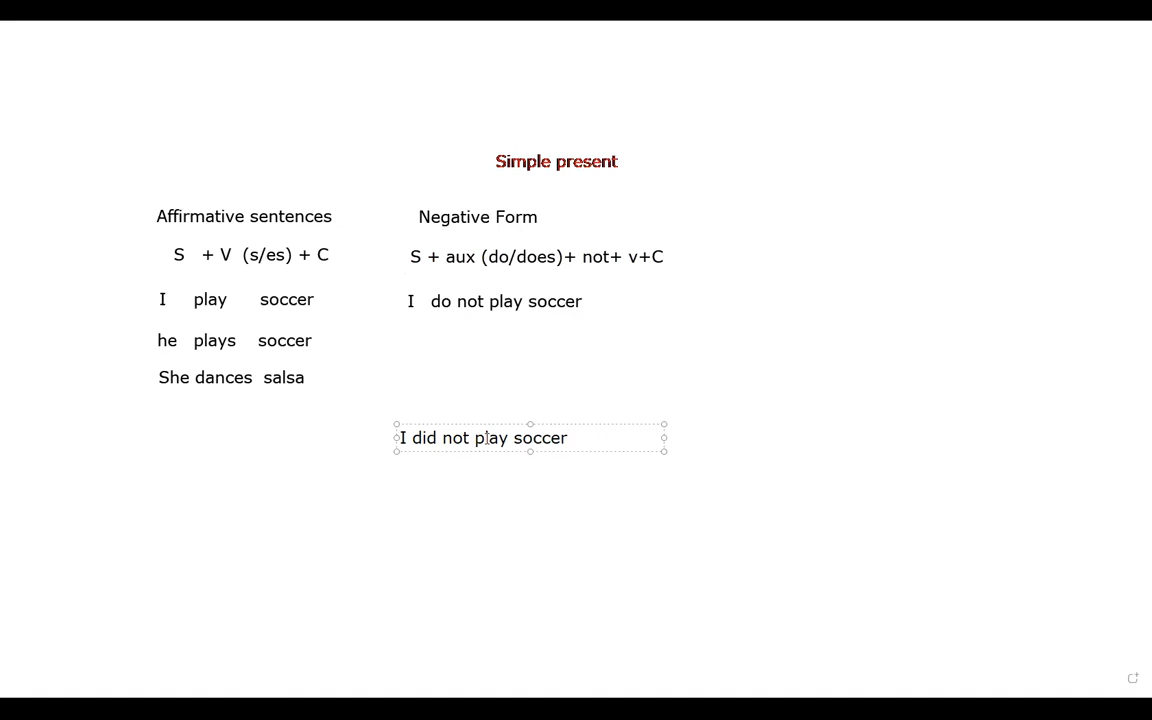 Simple present
Affirmative sentences
S + V (s/es) + C
I play soccer
he plays soccer
She dances salsa
Negative Form
S + aux (do/does)+ not+ v+C
I do not play soccer
I did not play soccer